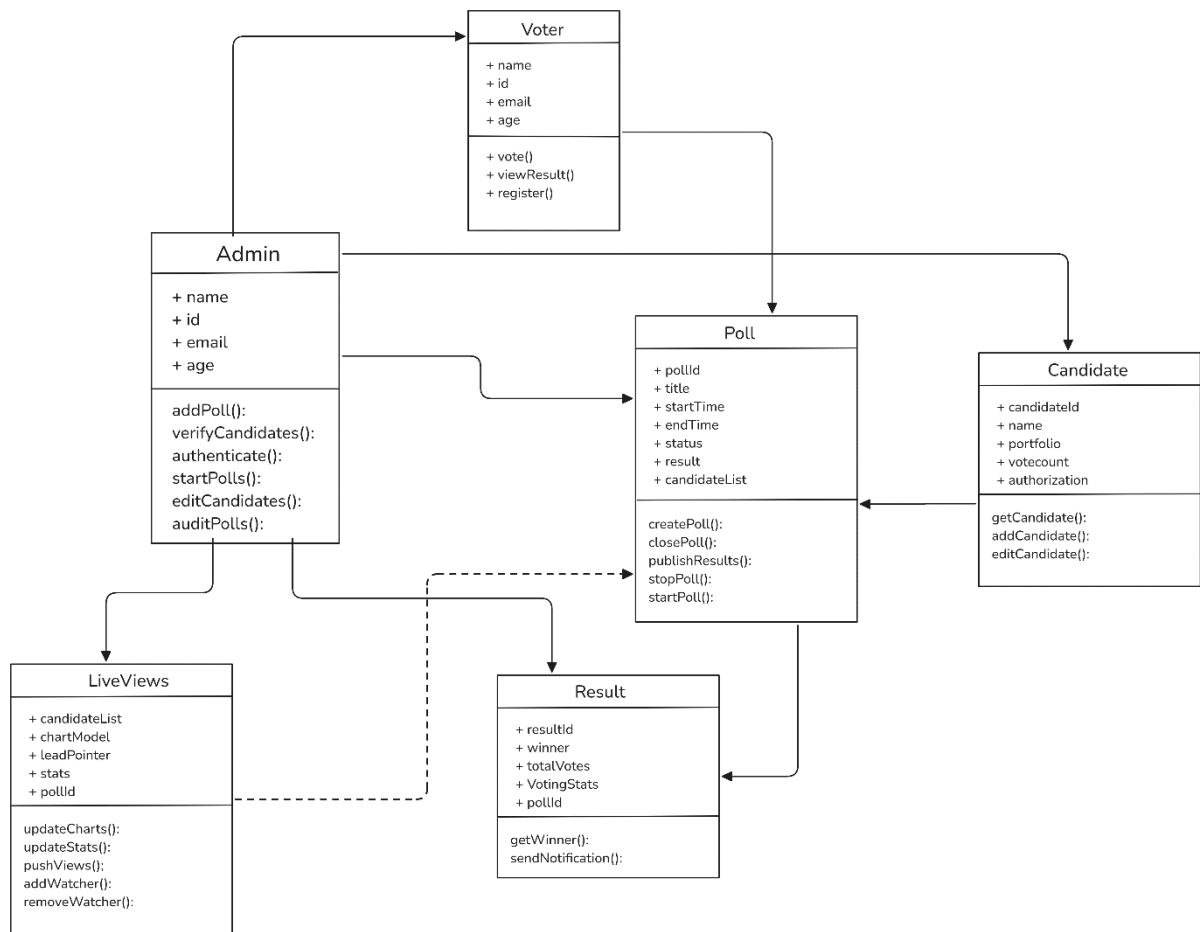 Voter
+ name
+ id
+ email
+ age
+ vote()
+ viewResult()
+ register()
Admin
+ name
+ id
+ email
+ age
addPoll():
verifyCandidates():
authenticate():
startPolls():
editCandidates():
auditPolls():
Poll
+ pollId
+ title
+ startTime
+ endTime
+ status
+ result
+ candidateList
createPoll():
closePoll():
publishResults():
stopPoll():
startPoll():
Candidate
+ candidateId
+ name
+ portfolio
+ votecount
+ authorization
getCandidate():
addCandidate():
editCandidate():
LiveViews
+ candidateList
+ chartModel
+ leadPointer
+ stats
+ pollId
updateCharts():
updateStats():
pushViews();
addWatcher():
removeWatcher():
Result
+ resultId
+ winner
+ totalVotes
+ VotingStats
+ pollId
getWinner():
sendNotification():